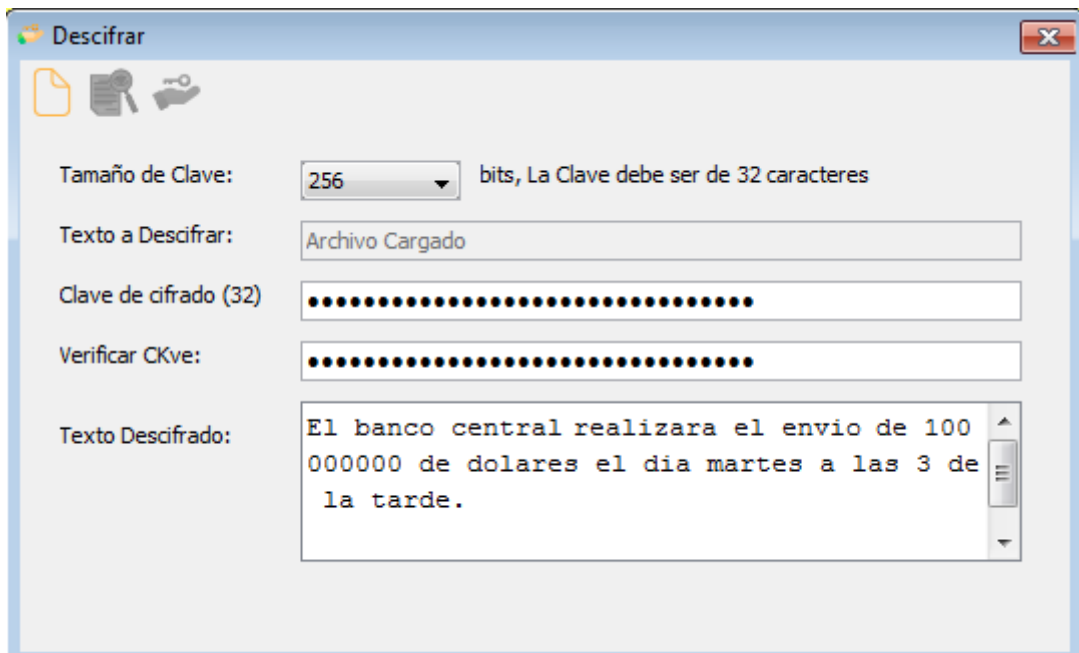 Descifrar
Tamaño de Clave: 256 bits, La Clave debe ser de 32 caracteres
Texto a Descifrar: Archivo Cargado
Clave de cifrado (32) ●●●●●●●●●●●●●●●●●●●●●●●●●●●●●●●●
Verificar CKve: ●●●●●●●●●●●●●●●●●●●●●●●●●●●●●●●●
Texto Descifrado: El banco central realizara el envio de 100
000000 de dolares el dia martes a las 3 de
la tarde.